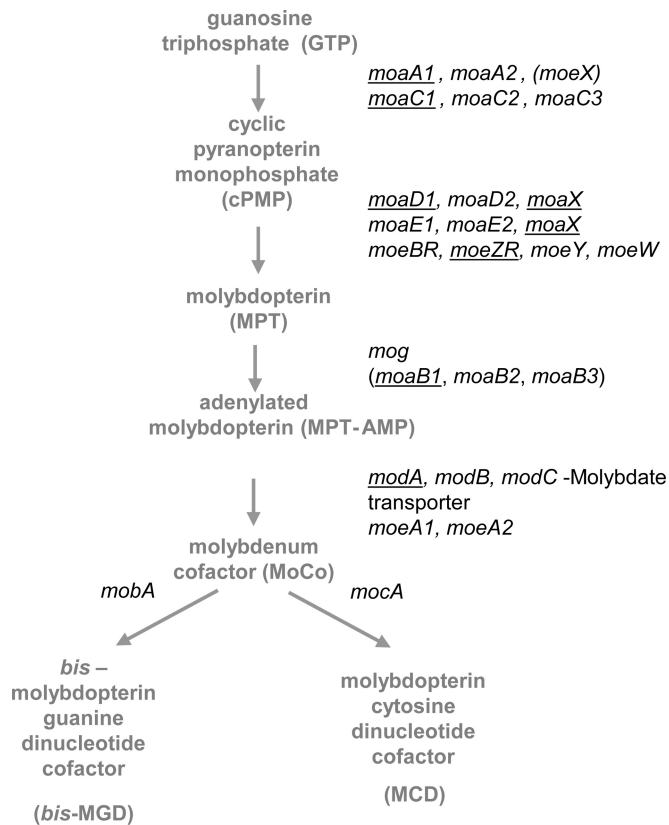 guanosine
triphosphate (GTP)
moaA1, moaA2, (moeX)
moaC1, moaC2, moaC3
cyclic
pyranopterin
monophosphate
(cPMP)
moaD1, moaD2, moaX
moaE1, moaE2, moaX
moeBR, moeZR, moeY, moeW
molybdopterin
(MPT)
mog
(moaB1, moaB2, moaB3)
adenylated
molybdopterin (MPT-AMP)
modA, modB, modC -Molybdate
transporter
moeA1, moeA2
molybdenum
cofactor (MoCo)
mobA
mocA
bis –
molybdopterin
guanine
dinucleotide
cofactor
(bis-MGD)
molybdopterin
cytosine
dinucleotide
cofactor
(MCD)